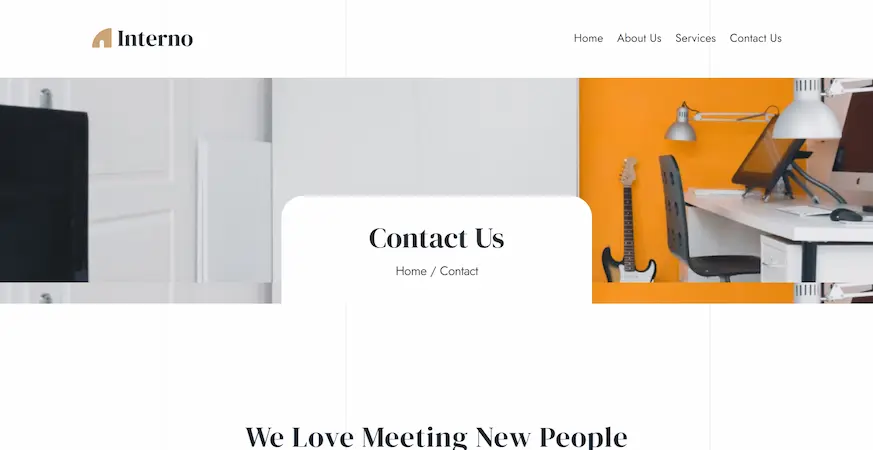 Interno
Home About Us Services Contact Us
Contact Us
Home / Contact
We Love Meeting New People